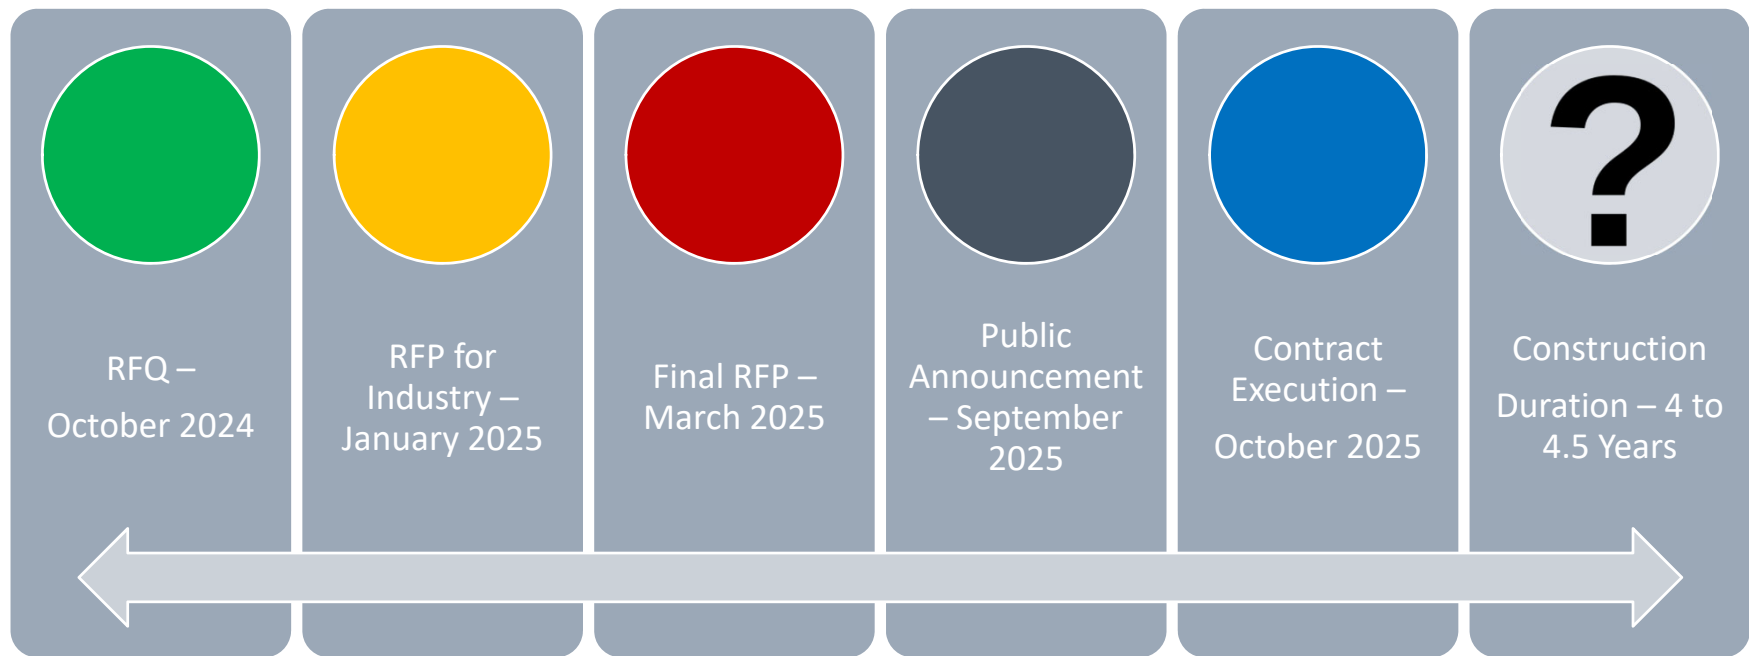 RFQ –
October 2024
RFP for
Industry –
January 2025
Final RFP –
March 2025
Public
Announcement
– September
2025
Contract
Execution –
October 2025
?
Construction
Duration – 4 to
4.5 Years